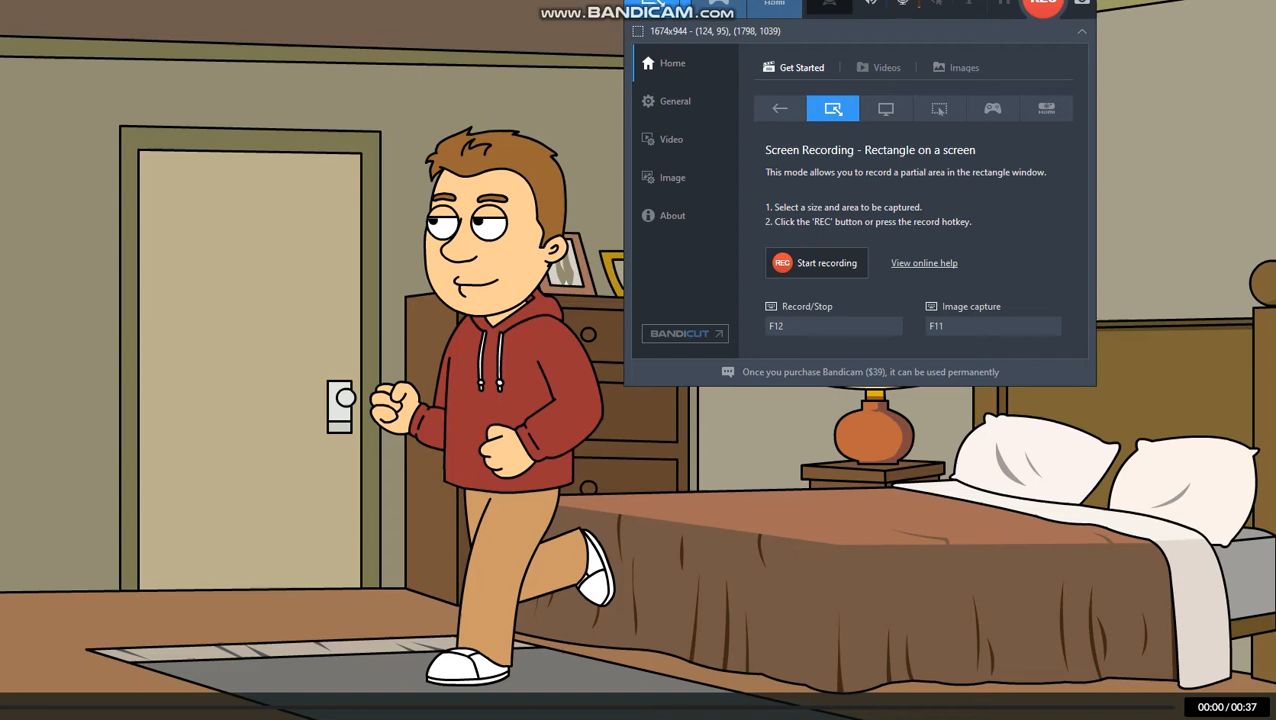 www.BANDICAM.com
HDMI
REC
1674x944 - (124, 95), (1798, 1039)
Home
Get Started
Videos
Images
General
HDMI
Video
Screen Recording - Rectangle on a screen
This mode allows you to record a partial area in the rectangle window.
Image
1. Select a size and area to be captured.
About
2. Click the 'REC' button or press the record hotkey.
REC Start recording
View online help
Record/Stop
Image capture
F12
F11
BANDICUT
Once you purchase Bandicam ($39), it can be used permanently
00:00 / 00:37